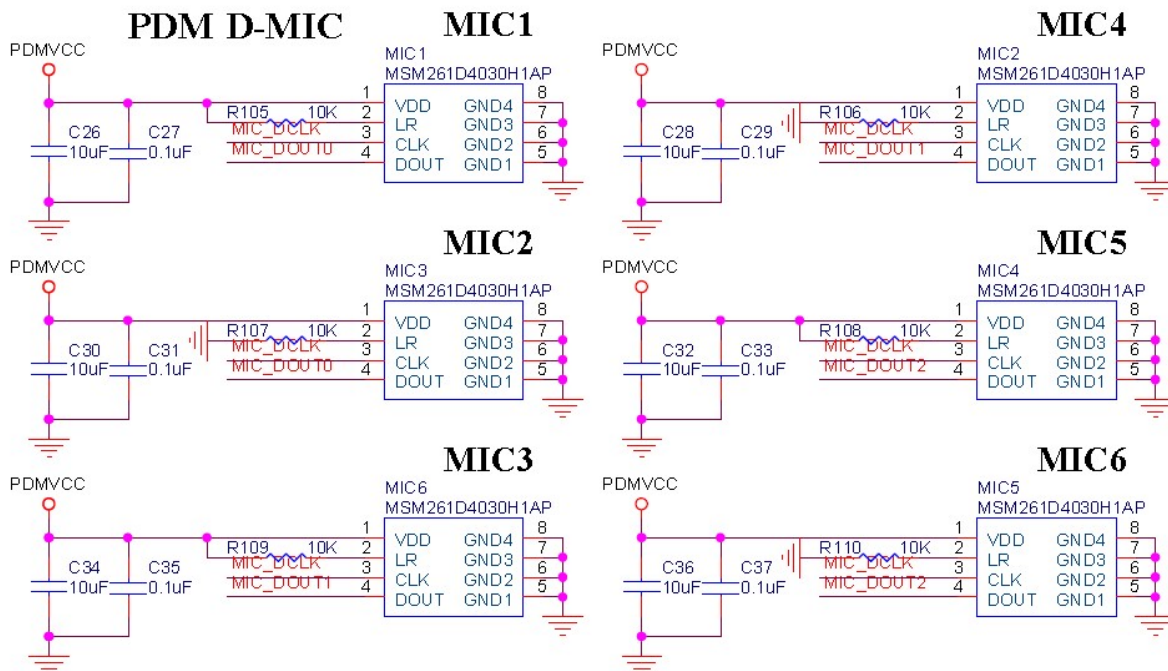 PDM D-MIC
MIC1
PDMVCC
MIC1
MSM261D4030H1AP
C26
10uF
C27
0.1uF
R105 10K
MIC_DCLK
MIC_DOUT0
1 VDD GND4 8
2 LR GND3 7
3 CLK GND2 6
4 DOUT GND1 5
MIC4
PDMVCC
MIC2
MSM261D4030H1AP
C28
10uF
C29
0.1uF
R106 10K
MIC_DCLK
MIC_DOUT1
1 VDD GND4 8
2 LR GND3 7
3 CLK GND2 6
4 DOUT GND1 5
MIC2
PDMVCC
MIC3
MSM261D4030H1AP
C30
10uF
C31
0.1uF
R107 10K
MIC_DCLK
MIC_DOUT0
1 VDD GND4 8
2 LR GND3 7
3 CLK GND2 6
4 DOUT GND1 5
MIC5
PDMVCC
MIC4
MSM261D4030H1AP
C32
10uF
C33
0.1uF
R108 10K
MIC_DCLK
MIC_DOUT2
1 VDD GND4 8
2 LR GND3 7
3 CLK GND2 6
4 DOUT GND1 5
MIC3
PDMVCC
MIC6
MSM261D4030H1AP
C34
10uF
C35
0.1uF
R109 10K
MIC_DCLK
MIC_DOUT1
1 VDD GND4 8
2 LR GND3 7
3 CLK GND2 6
4 DOUT GND1 5
MIC6
PDMVCC
MIC5
MSM261D4030H1AP
C36
10uF
C37
0.1uF
R110 10K
MIC_DCLK
MIC_DOUT2
1 VDD GND4 8
2 LR GND3 7
3 CLK GND2 6
4 DOUT GND1 5